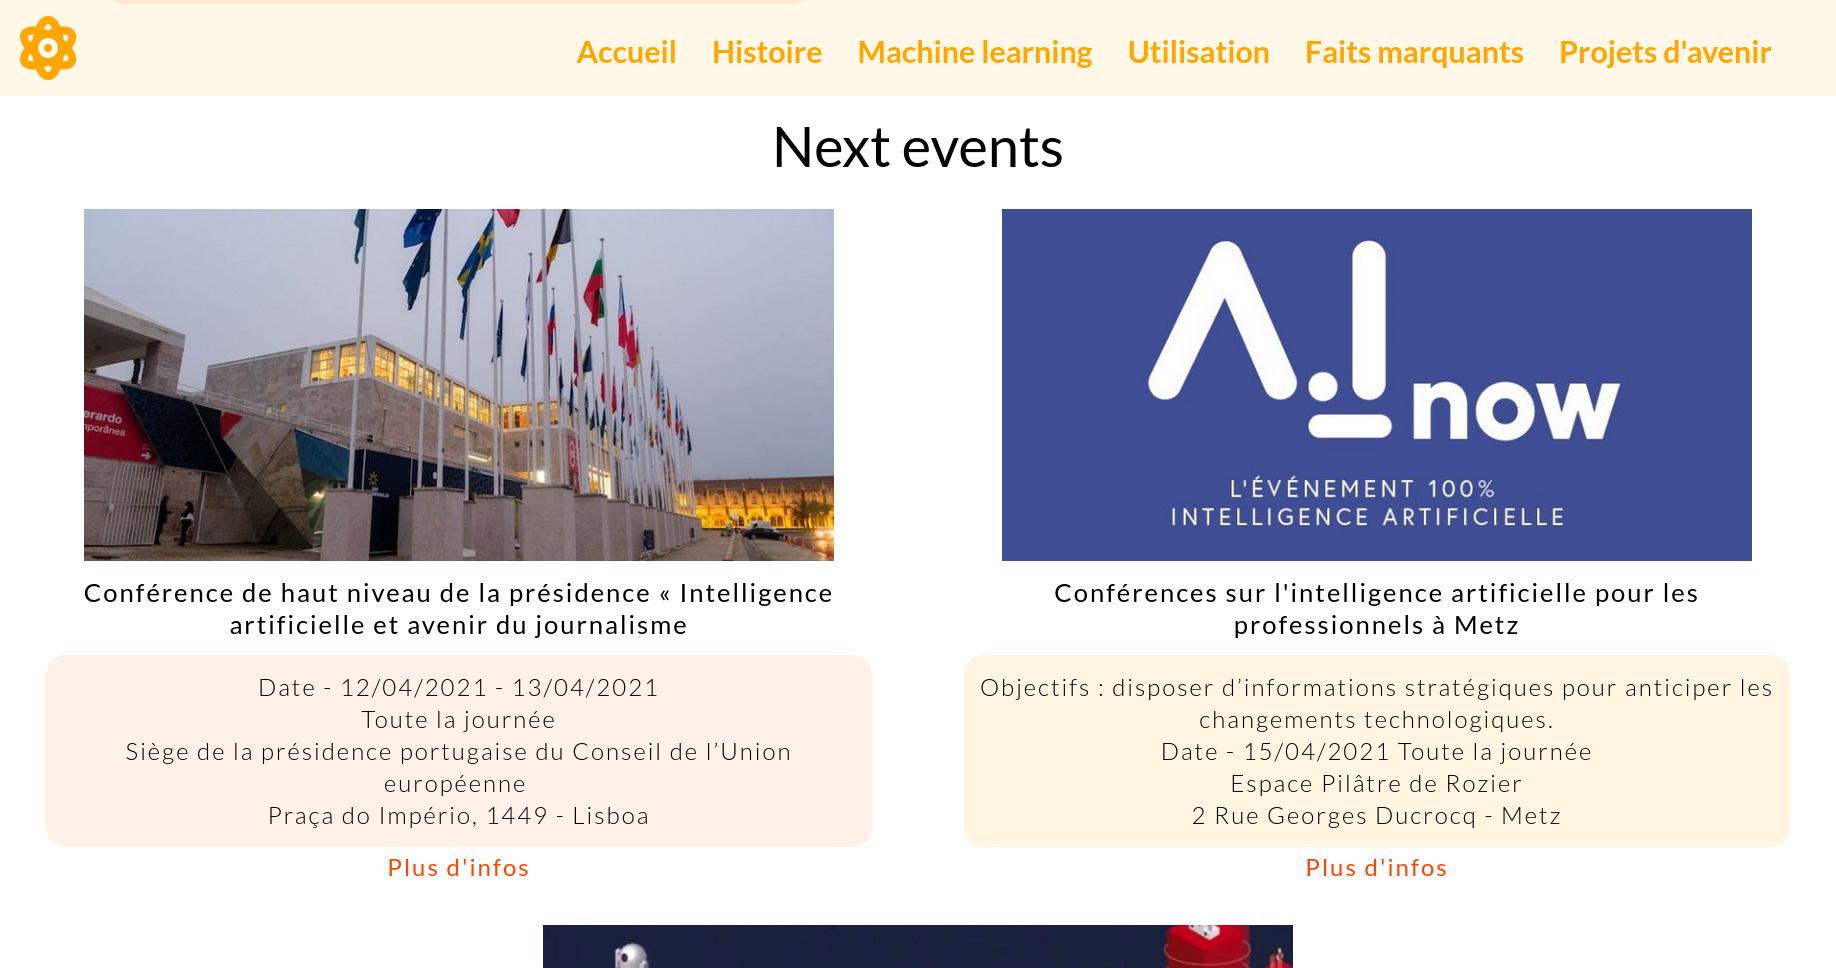 Accueil Histoire Machine learning Utilisation Faits marquants Projets d'avenir
Next events
erardo
mporânea
Conférence de haut niveau de la présidence « Intelligence
artificielle et avenir du journalisme
Date - 12/04/2021 - 13/04/2021
Toute la journée
Siège de la présidence portugaise du Conseil de l’Union
européenne
Praça do Império, 1449 - Lisboa
Plus d'infos
A.I now
L'ÉVÉNEMENT 100%
INTELLIGENCE ARTIFICIELLE
Conférences sur l'intelligence artificielle pour les
professionnels à Metz
Objectifs : disposer d’informations stratégiques pour anticiper les
changements technologiques.
Date - 15/04/2021 Toute la journée
Espace Pilâtre de Rozier
2 Rue Georges Ducrocq - Metz
Plus d'infos